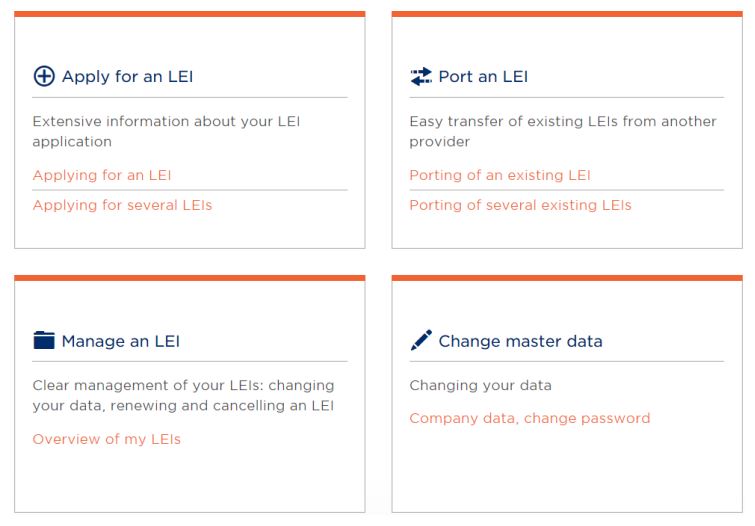 Apply for an LEI
Extensive information about your LEI
application
Applying for an LEI
Applying for several LEIs
Port an LEI
Easy transfer of existing LEIs from another
provider
Porting of an existing LEI
Porting of several existing LEIs
Manage an LEI
Clear management of your LEIs: changing
your data, renewing and cancelling an LEI
Overview of my LEIs
Change master data
Changing your data
Company data, change password